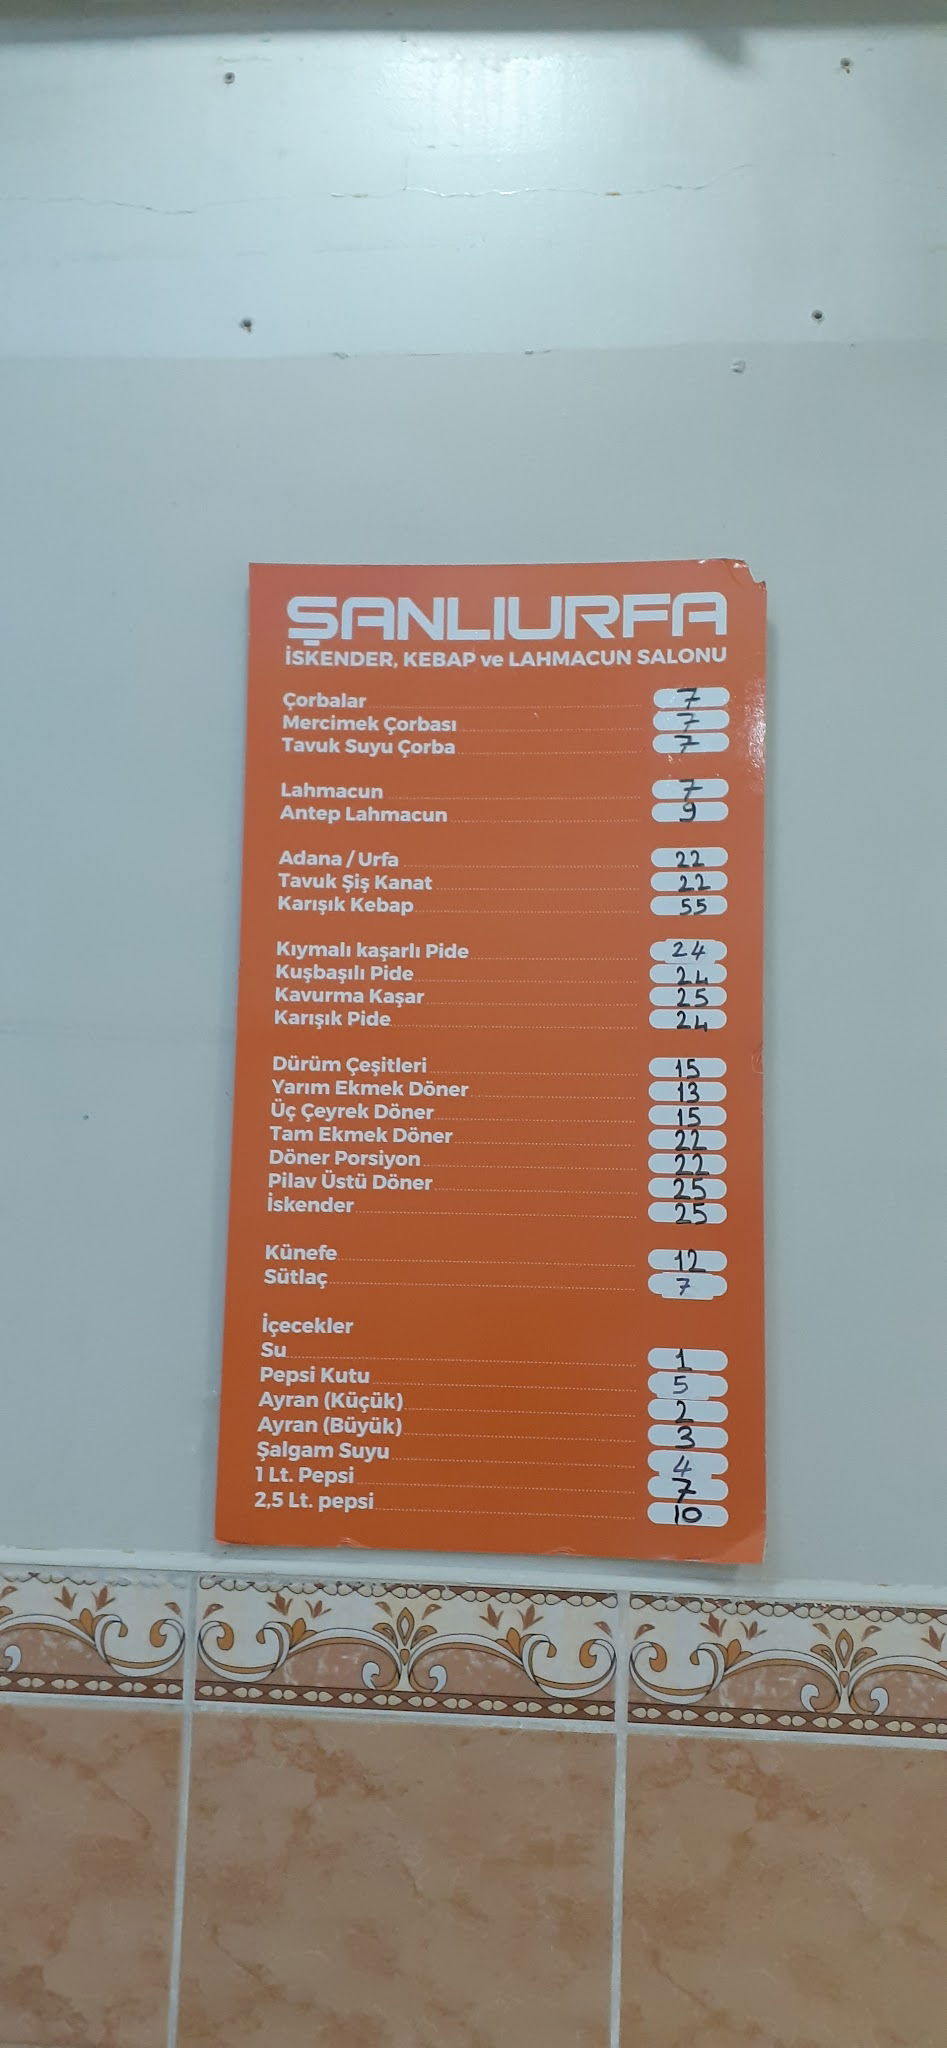 ŞANLIURFA
İSKENDER, KEBAP ve LAHMACUN SALONU
Çorbalar 7
Mercimek Çorbası 7
Tavuk Suyu Çorba 7
Lahmacun 7
Antep Lahmacun 9
Adana / Urfa 22
Tavuk Şiş Kanat 22
Karışık Kebap 55
Kıymalı kaşarlı Pide 24
Kuşbaşılı Pide 24
Kavurma Kaşar 25
Karışık Pide 24
Dürüm Çeşitleri 15
Yarım Ekmek Döner 13
Üç Çeyrek Döner 15
Tam Ekmek Döner 22
Döner Porsiyon 22
Pilav Üstü Döner 25
İskender 25
Künefe 12
Sütlaç 7
İçecekler
Su 1
Pepsi Kutu 5
Ayran (Küçük) 2
Ayran (Büyük) 3
Şalgam Suyu 4
1 Lt. Pepsi 7
2,5 Lt. pepsi 10